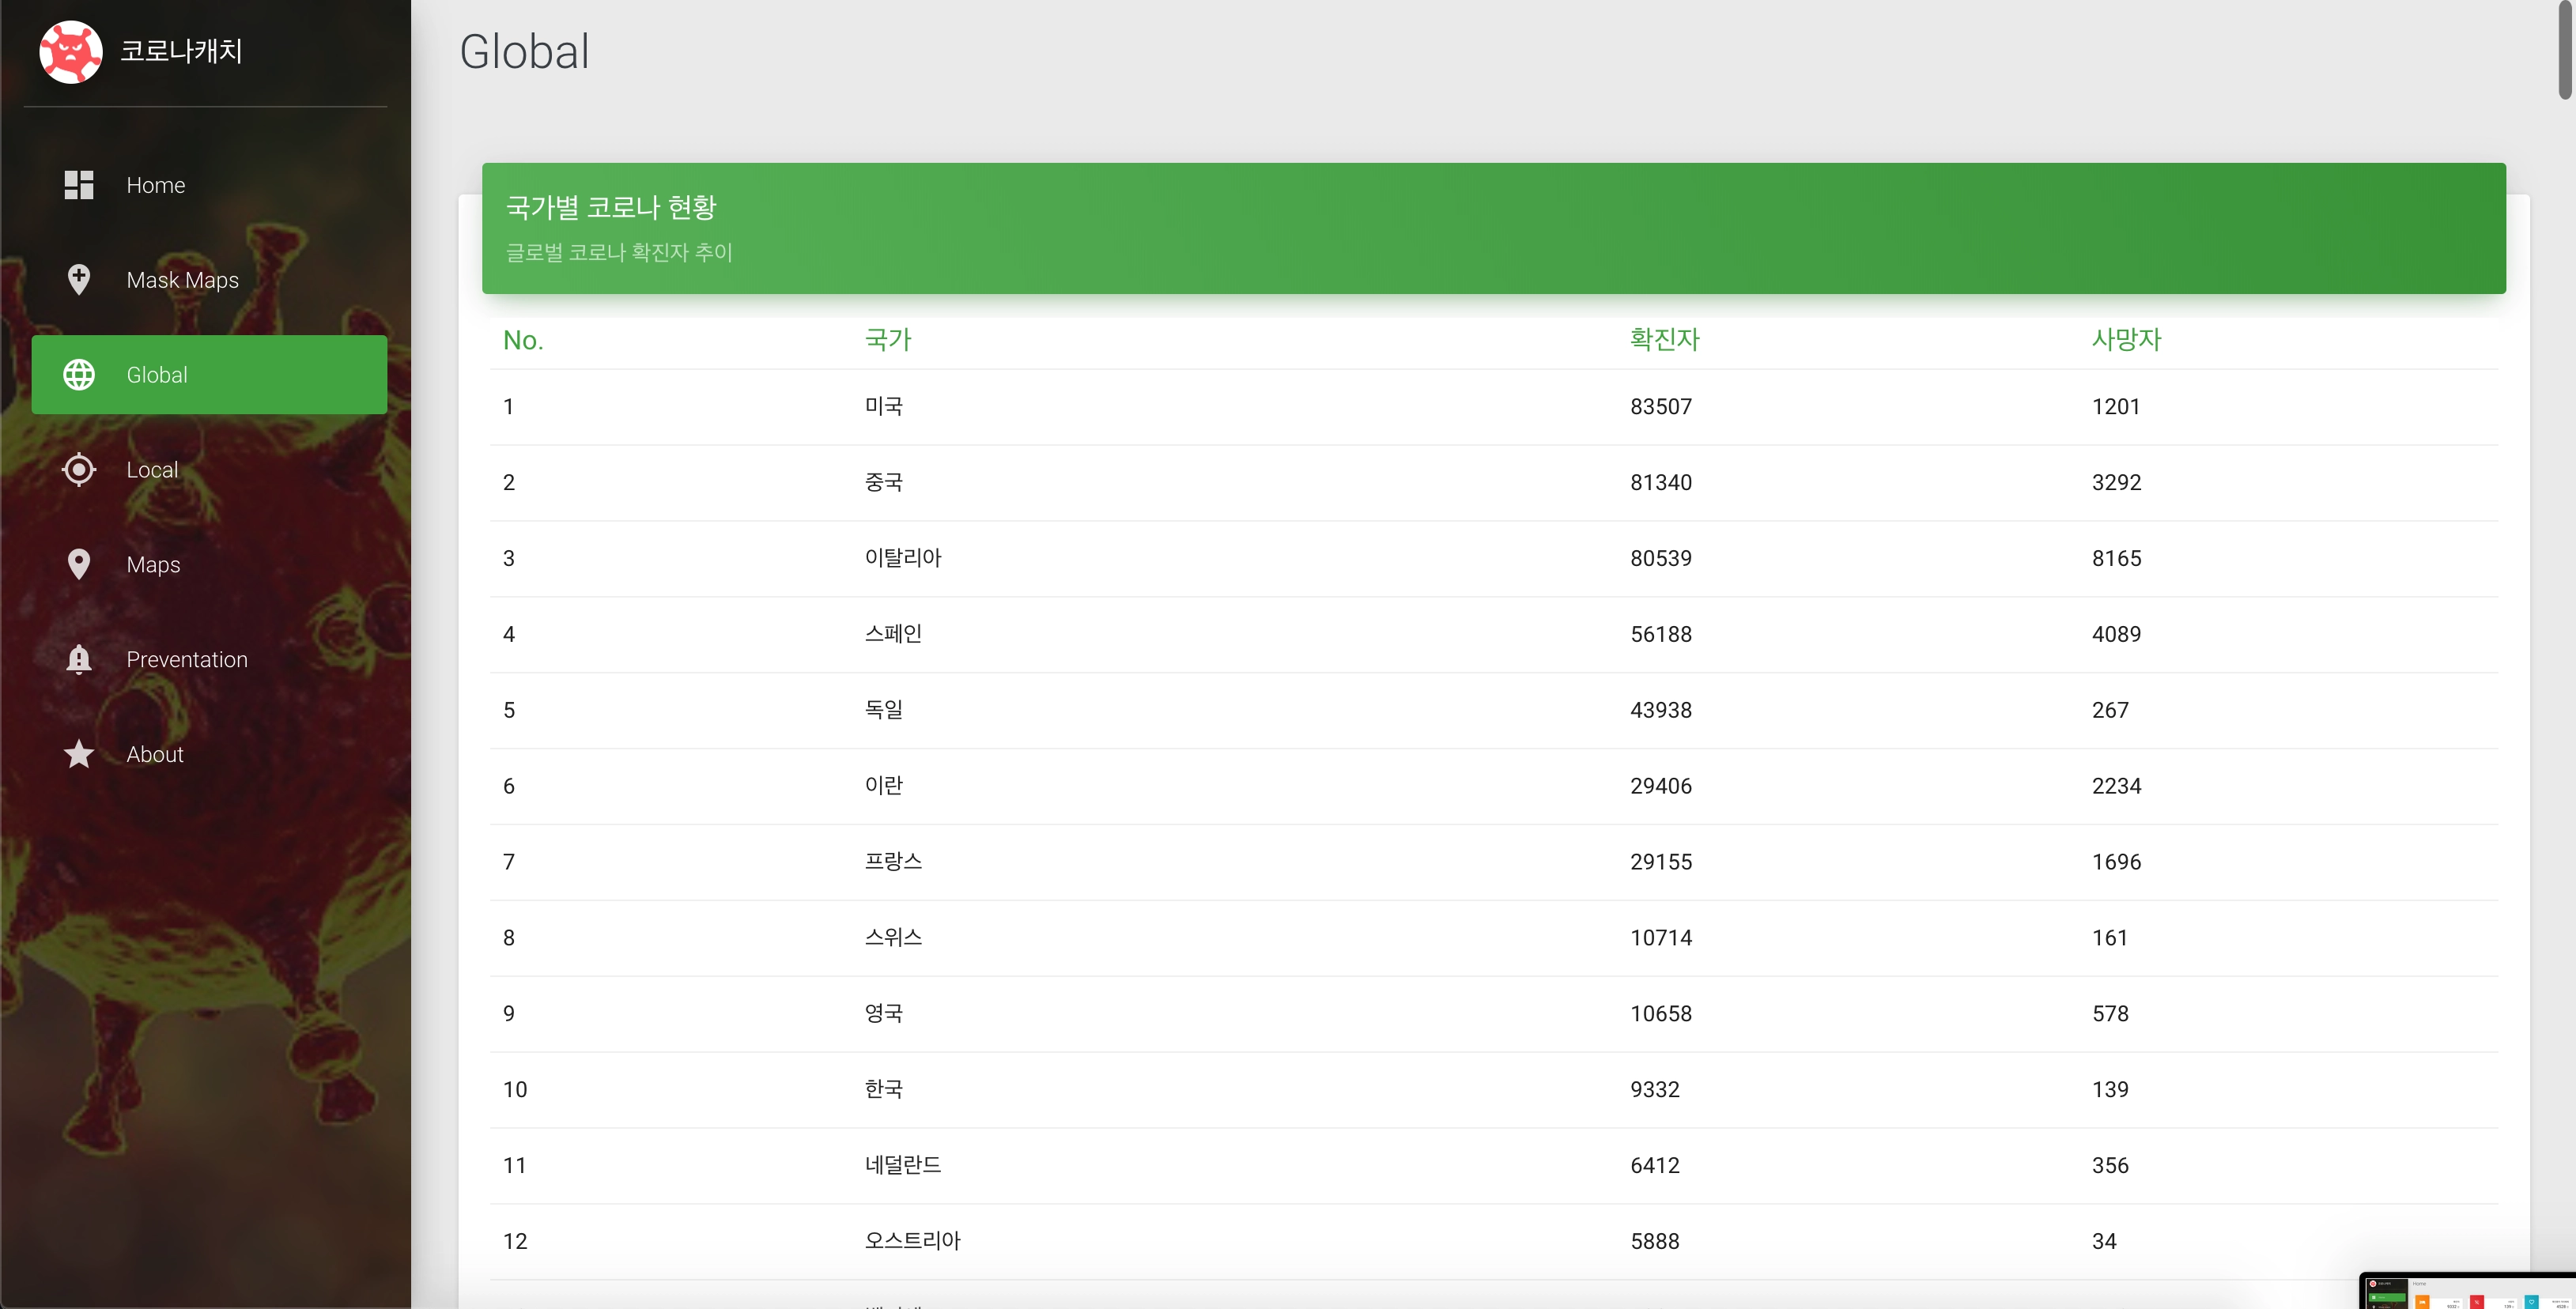 코로나캐치
Home
Mask Maps
Global
Local
Maps
Preventation
About
Global
국가별 코로나 현황
글로벌 코로나 확진자 추이
No. 국가 확진자 사망자
1 미국 83507 1201
2 중국 81340 3292
3 이탈리아 80539 8165
4 스페인 56188 4089
5 독일 43938 267
6 이란 29406 2234
7 프랑스 29155 1696
8 스위스 10714 161
9 영국 10658 578
10 한국 9332 139
11 네덜란드 6412 356
12 오스트리아 5888 34